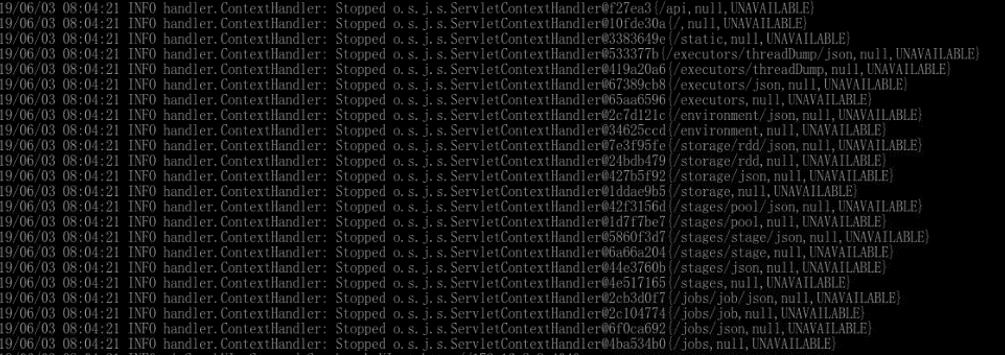 19/06/03 08:04:21 INFO handler.ContextHandler: Stopped o.s.j.s.ServletContextHandler@f27ea3{/api,null,UNAVAILABLE}
19/06/03 08:04:21 INFO handler.ContextHandler: Stopped o.s.j.s.ServletContextHandler@10fde30a{/,null,UNAVAILABLE}
19/06/03 08:04:21 INFO handler.ContextHandler: Stopped o.s.j.s.ServletContextHandler@3383649e{/static,null,UNAVAILABLE}
19/06/03 08:04:21 INFO handler.ContextHandler: Stopped o.s.j.s.ServletContextHandler@533377b{/executors/threadDump/json,null,UNAVAILABLE}
19/06/03 08:04:21 INFO handler.ContextHandler: Stopped o.s.j.s.ServletContextHandler@419a20a6{/executors/threadDump,null,UNAVAILABLE}
19/06/03 08:04:21 INFO handler.ContextHandler: Stopped o.s.j.s.ServletContextHandler@67389cb8{/executors/json,null,UNAVAILABLE}
19/06/03 08:04:21 INFO handler.ContextHandler: Stopped o.s.j.s.ServletContextHandler@65aa6596{/executors,null,UNAVAILABLE}
19/06/03 08:04:21 INFO handler.ContextHandler: Stopped o.s.j.s.ServletContextHandler@2c7d121c{/environment/json,null,UNAVAILABLE}
19/06/03 08:04:21 INFO handler.ContextHandler: Stopped o.s.j.s.ServletContextHandler@34625ccd{/environment,null,UNAVAILABLE}
19/06/03 08:04:21 INFO handler.ContextHandler: Stopped o.s.j.s.ServletContextHandler@7e3f95fe{/storage/rdd/json,null,UNAVAILABLE}
19/06/03 08:04:21 INFO handler.ContextHandler: Stopped o.s.j.s.ServletContextHandler@24bdb479{/storage/rdd,null,UNAVAILABLE}
19/06/03 08:04:21 INFO handler.ContextHandler: Stopped o.s.j.s.ServletContextHandler@427b5f92{/storage/json,null,UNAVAILABLE}
19/06/03 08:04:21 INFO handler.ContextHandler: Stopped o.s.j.s.ServletContextHandler@1ddae9b5{/storage,null,UNAVAILABLE}
19/06/03 08:04:21 INFO handler.ContextHandler: Stopped o.s.j.s.ServletContextHandler@42f3156d{/stages/pool/json,null,UNAVAILABLE}
19/06/03 08:04:21 INFO handler.ContextHandler: Stopped o.s.j.s.ServletContextHandler@1d7f7be7{/stages/pool,null,UNAVAILABLE}
19/06/03 08:04:21 INFO handler.ContextHandler: Stopped o.s.j.s.ServletContextHandler@5860f3d7{/stages/stage/json,null,UNAVAILABLE}
19/06/03 08:04:21 INFO handler.ContextHandler: Stopped o.s.j.s.ServletContextHandler@6a66a204{/stages/stage,null,UNAVAILABLE}
19/06/03 08:04:21 INFO handler.ContextHandler: Stopped o.s.j.s.ServletContextHandler@44e3760b{/stages/json,null,UNAVAILABLE}
19/06/03 08:04:21 INFO handler.ContextHandler: Stopped o.s.j.s.ServletContextHandler@4e517165{/stages,null,UNAVAILABLE}
19/06/03 08:04:21 INFO handler.ContextHandler: Stopped o.s.j.s.ServletContextHandler@2cb3d0f7{/jobs/job/json,null,UNAVAILABLE}
19/06/03 08:04:21 INFO handler.ContextHandler: Stopped o.s.j.s.ServletContextHandler@2c104774{/jobs/job,null,UNAVAILABLE}
19/06/03 08:04:21 INFO handler.ContextHandler: Stopped o.s.j.s.ServletContextHandler@6f0ca692{/jobs/json,null,UNAVAILABLE}
19/06/03 08:04:21 INFO handler.ContextHandler: Stopped o.s.j.s.ServletContextHandler@4ba534b0{/jobs,null,UNAVAILABLE}